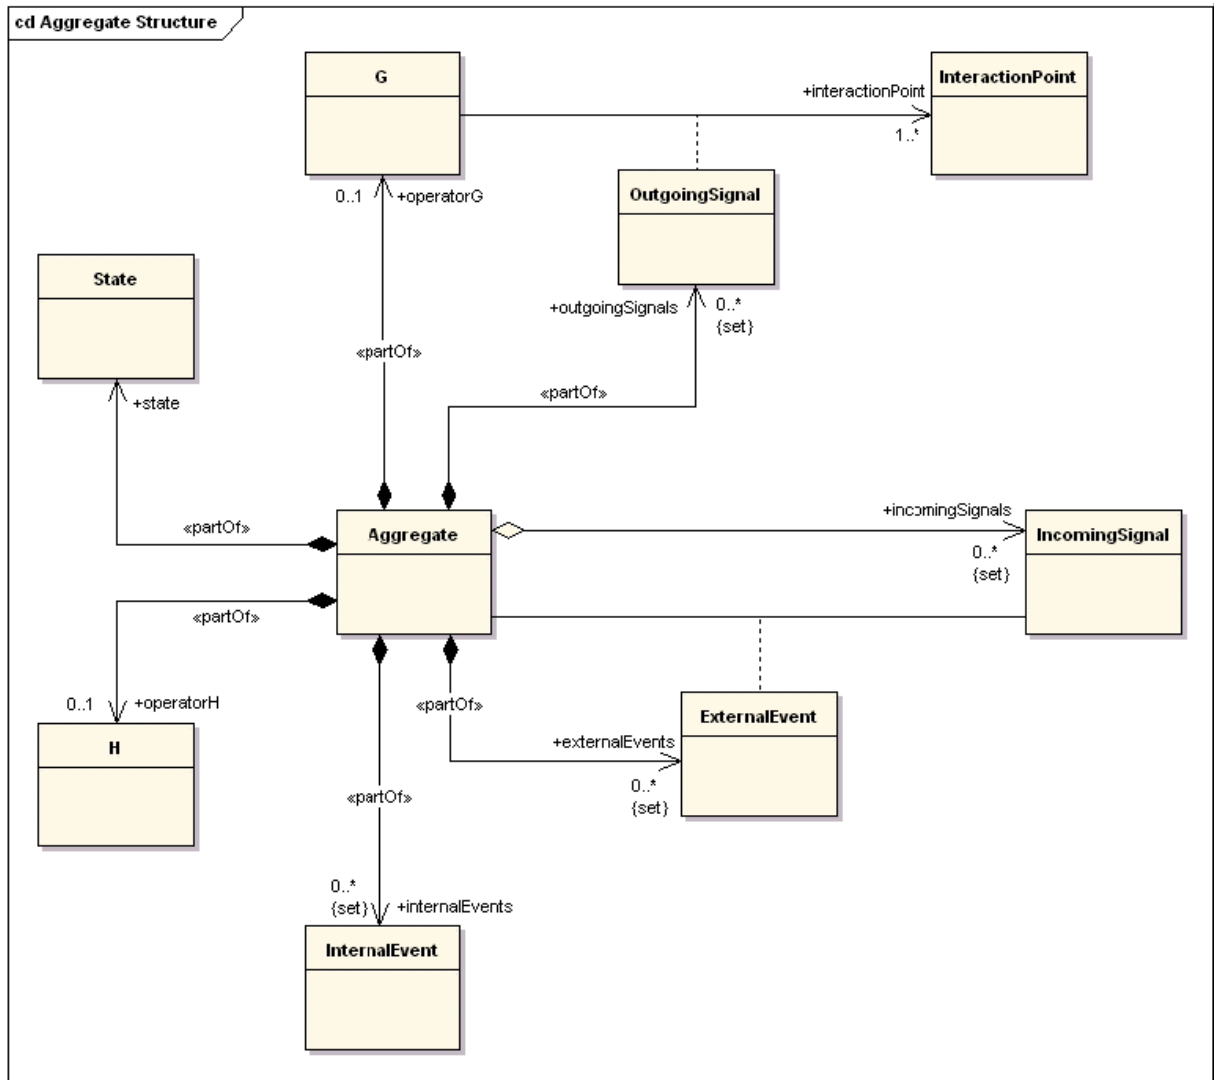 cd Aggregate Structure
G
InteractionPoint
+interactionPoint
1..*
OutgoingSignal
0..1
+operatorG
State
+outgoingSignals
0..*
{set}
«partOf»
«partOf»
+state
«partOf»
Aggregate
+incomingSignals
0..*
{set}
IncomingSignal
«partOf»
0..1
+operatorH
H
«partOf»
ExternalEvent
+externalEvents
0..*
{set}
«partOf»
0..*
{set}
+internalEvents
InternalEvent